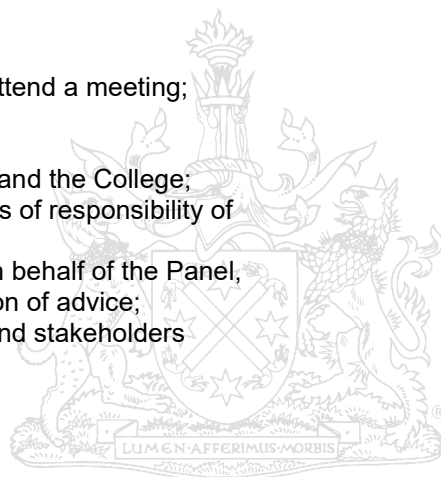 ttend a meeting;
and the College;
s of responsibility of
n behalf of the Panel,
on of advice;
nd stakeholders
LUMEN·AFFERIMUS·MORBIS
®